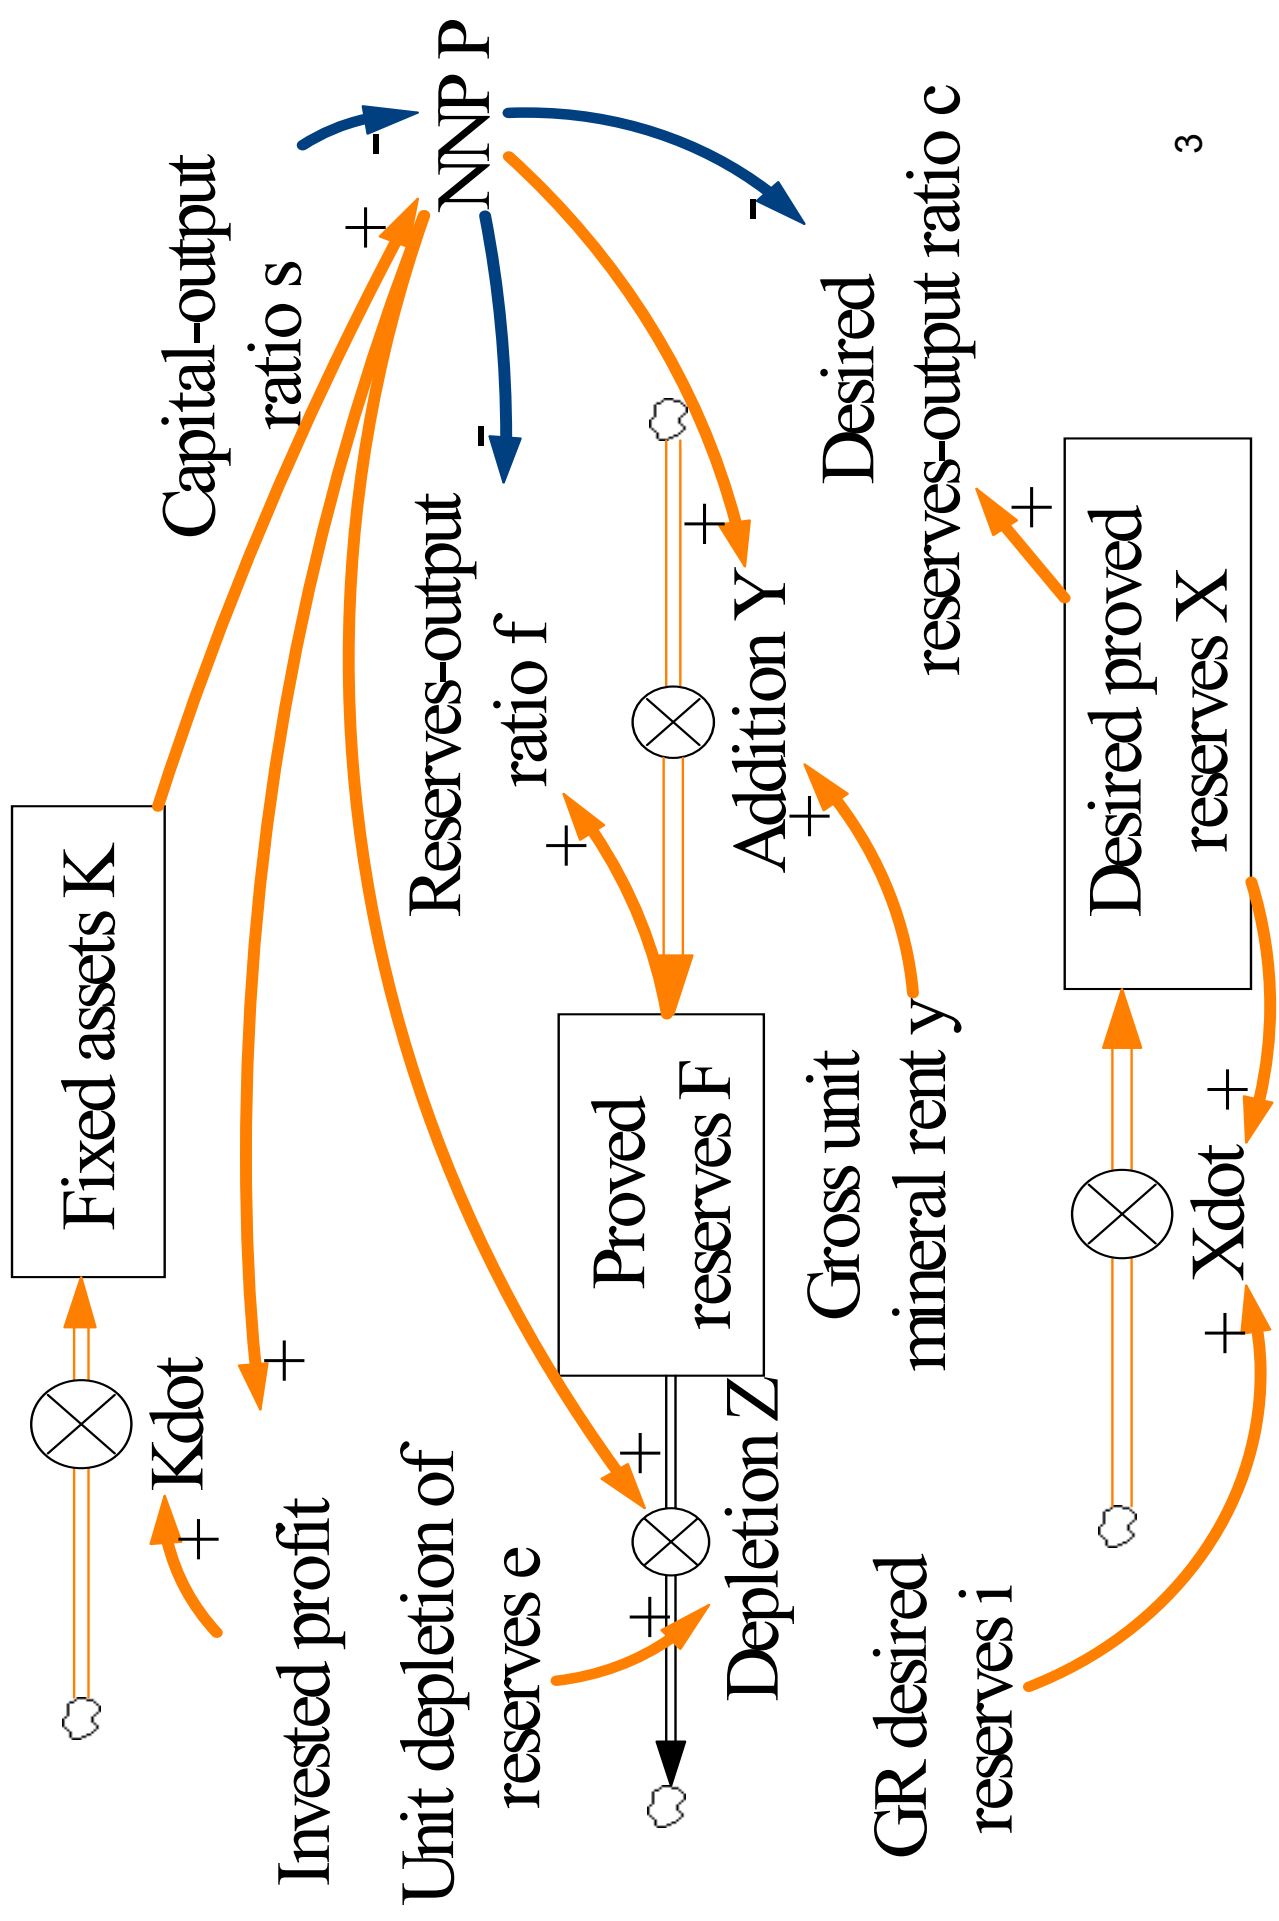 Fixed assets K
Kdot
+
Capital-output
ratio s
+
-
Invested profit
+
Unit depletion of
reserves e
Reserves-output
ratio f
-
+
NNP P
Proved
reserves F
+
+
Depletion Z
+
Addition Y
+
-
Gross unit
mineral rent y
Desired
reserves-output ratio c
+
GR desired
reserves i
Desired proved
reserves X
+
Xdot
+
3